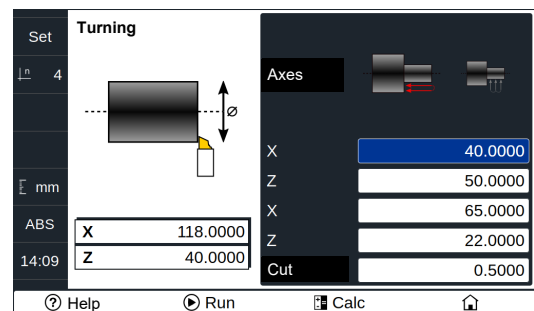 Set
n 4
mm
ABS
14:09
Turning
Ø
X 118.0000
Z 40.0000
Axes
X 40.0000
Z 50.0000
X 65.0000
Z 22.0000
Cut 0.5000
? Help
Run
Calc